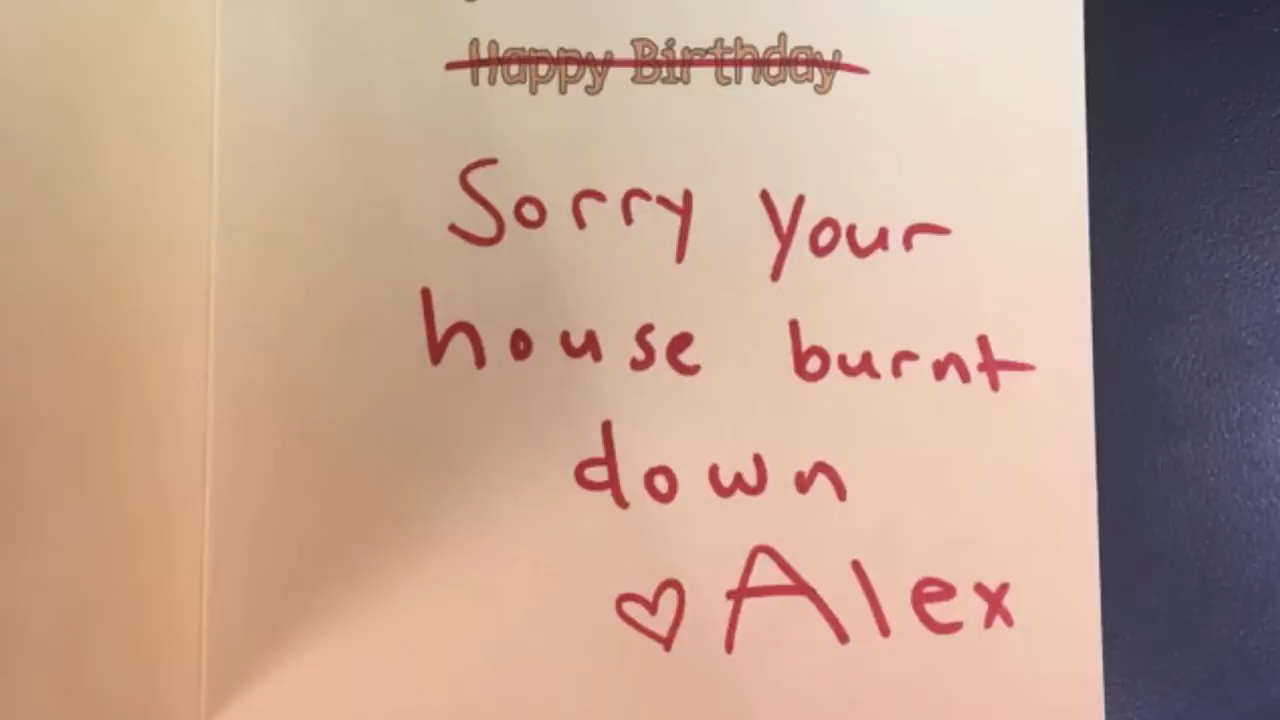 Happy Birthday
Sorry your
house burnt
down
♡ Alex